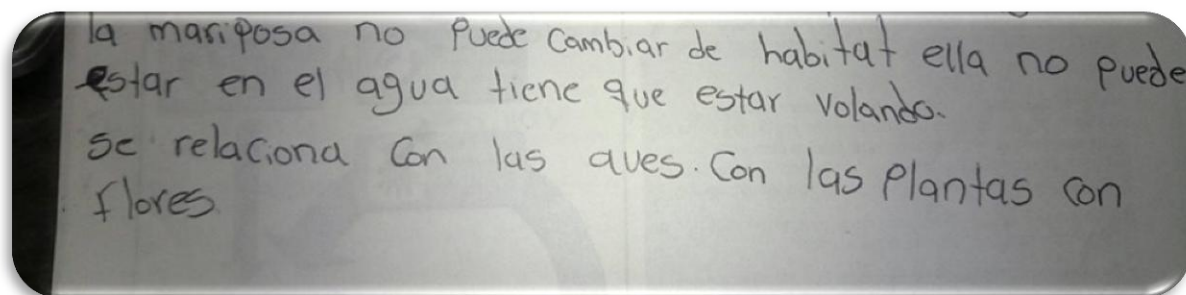 la mariposa no puede cambiar de habitat ella no puede
estar en el agua tiene que estar volando.
se relaciona con las aves. con las plantas con
flores